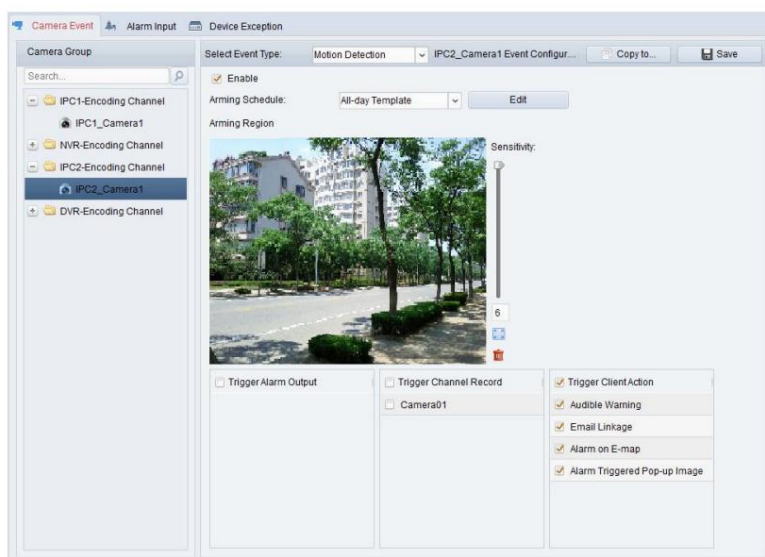 Camera Event Alarm Input Device Exception
Camera Group
Search...
IPC1-Encoding Channel
IPC1_Camera1
NVR-Encoding Channel
IPC2-Encoding Channel
IPC2_Camera1
DVR-Encoding Channel
Select Event Type: Motion Detection IPC2_Camera1 Event Configur... Copy to... Save
Enable
Arming Schedule: All-day Template Edit
Arming Region
Sensitivity:
6
Trigger Alarm Output
Trigger Channel Record
Camera01
Trigger Client Action
Audible Warning
Email Linkage
Alarm on E-map
Alarm Triggered Pop-up Image